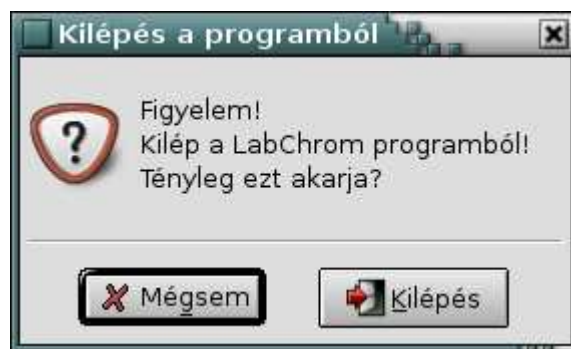 Kilépés a programból
Figyelem!
Kilép a LabChrom programból!
Tényleg ezt akarja?
Mégsem
Kilépés